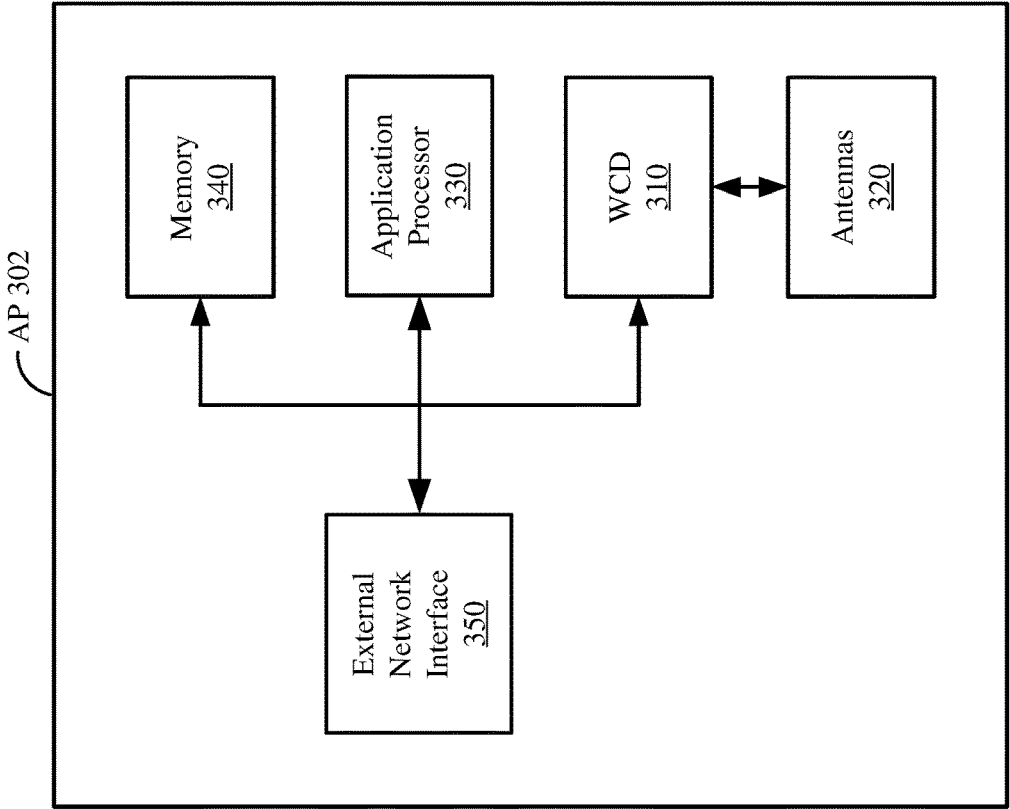 AP 302
Memory
340
Application
Processor
330
WCD
310
Antennas
320
External
Network
Interface
350